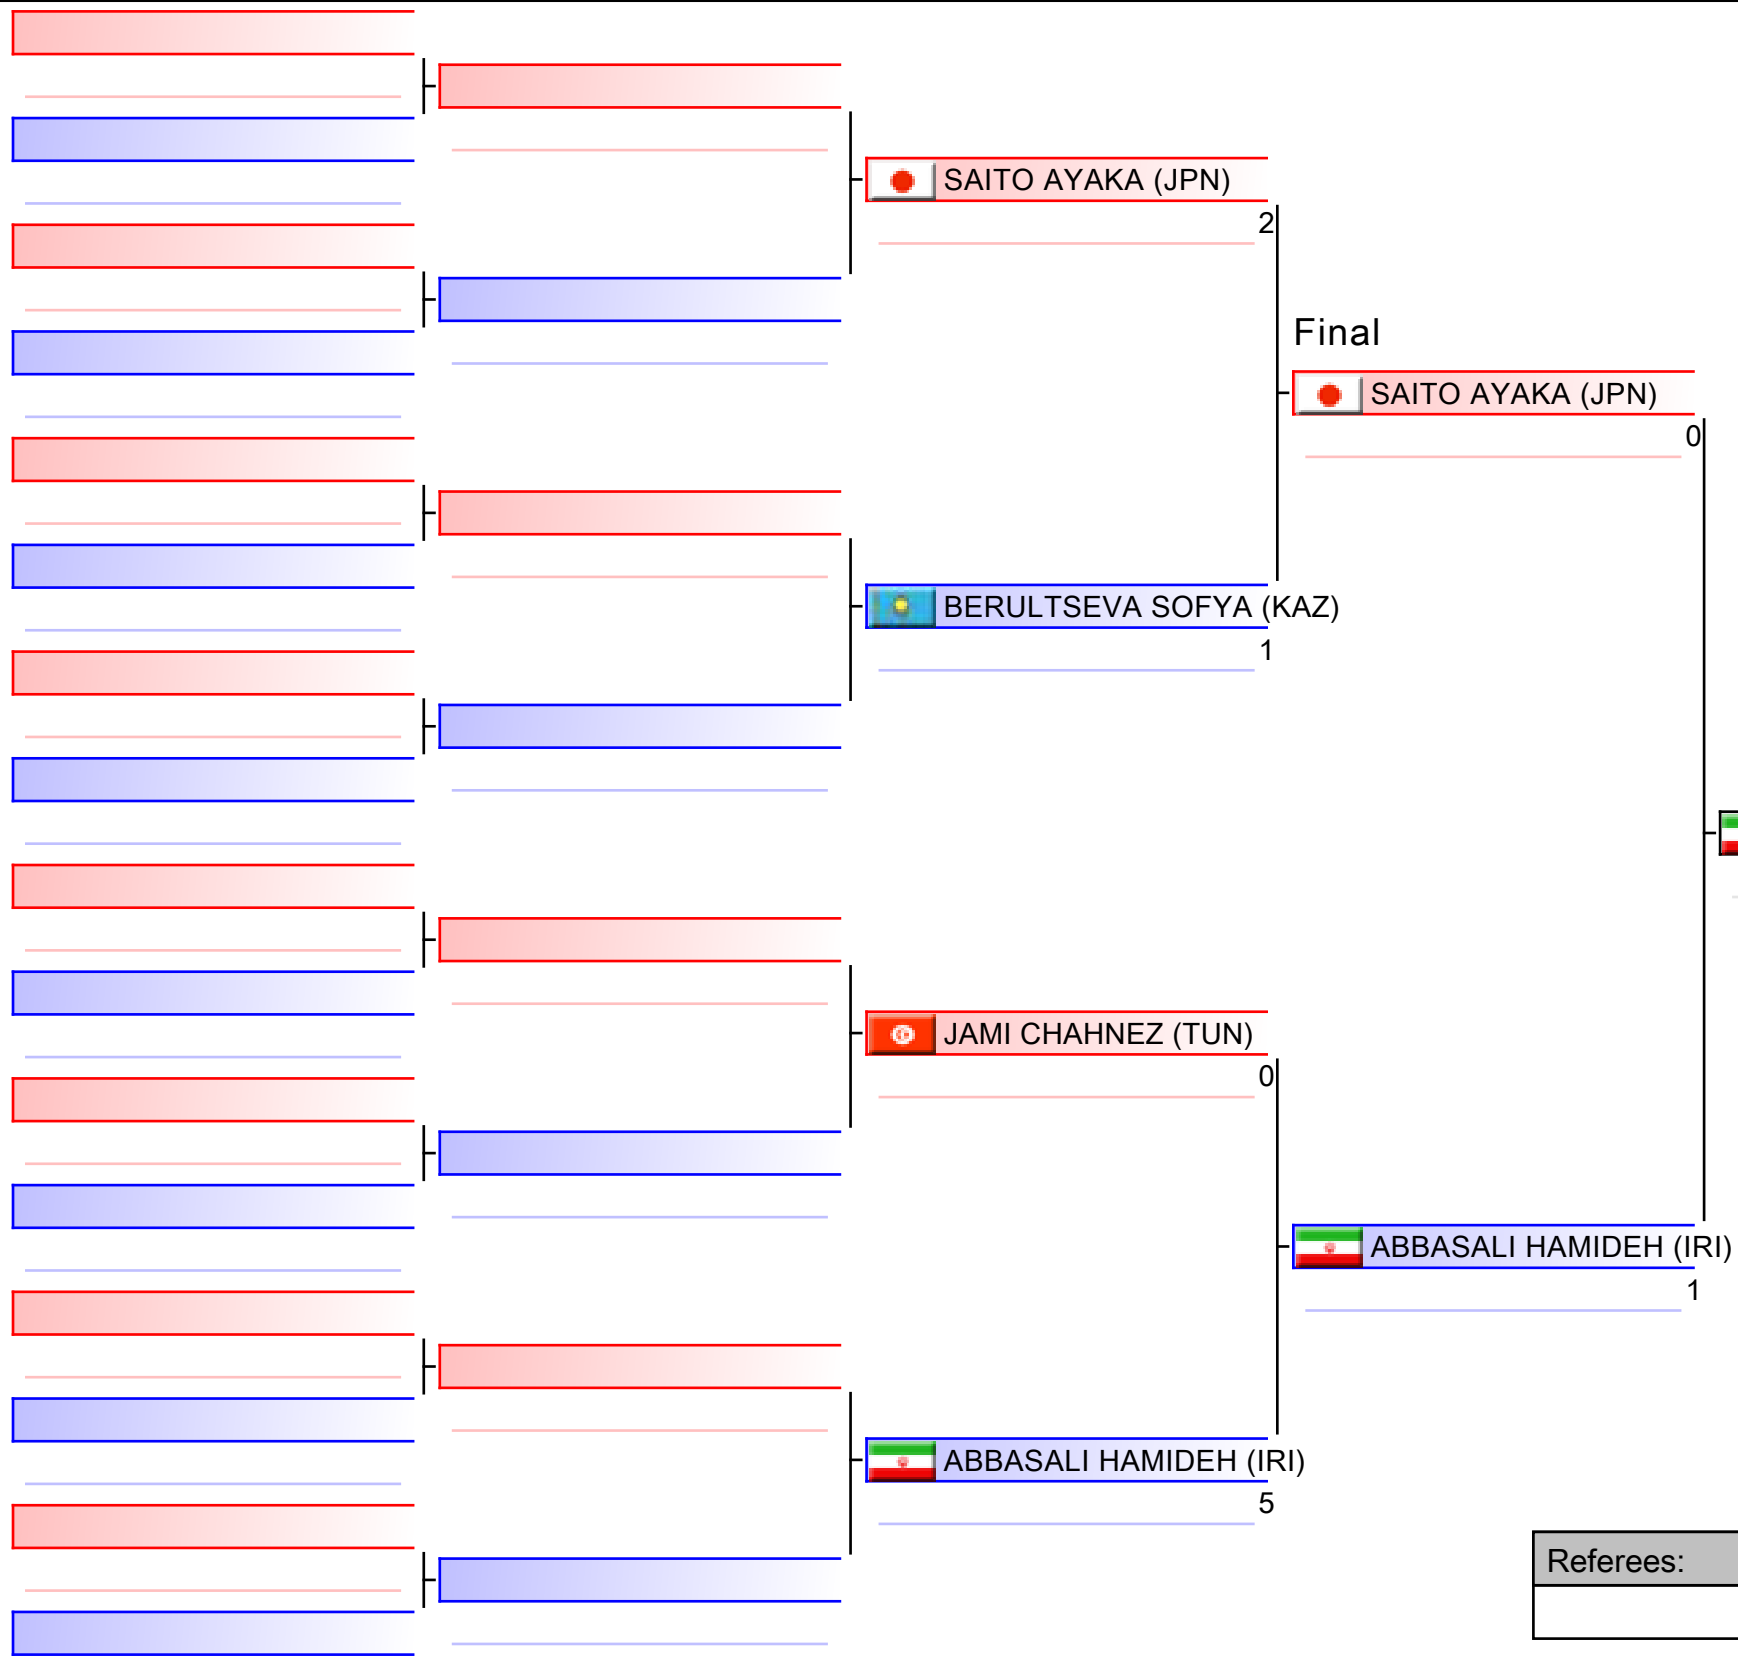 SAITO AYAKA (JPN)
2
Final
SAITO AYAKA (JPN)
0
BERULTSEVA SOFYA (KAZ)
1
JAMI CHAHNEZ (TUN)
0
ABBASALI HAMIDEH (IRI)
1
ABBASALI HAMIDEH (IRI)
5
Referees: